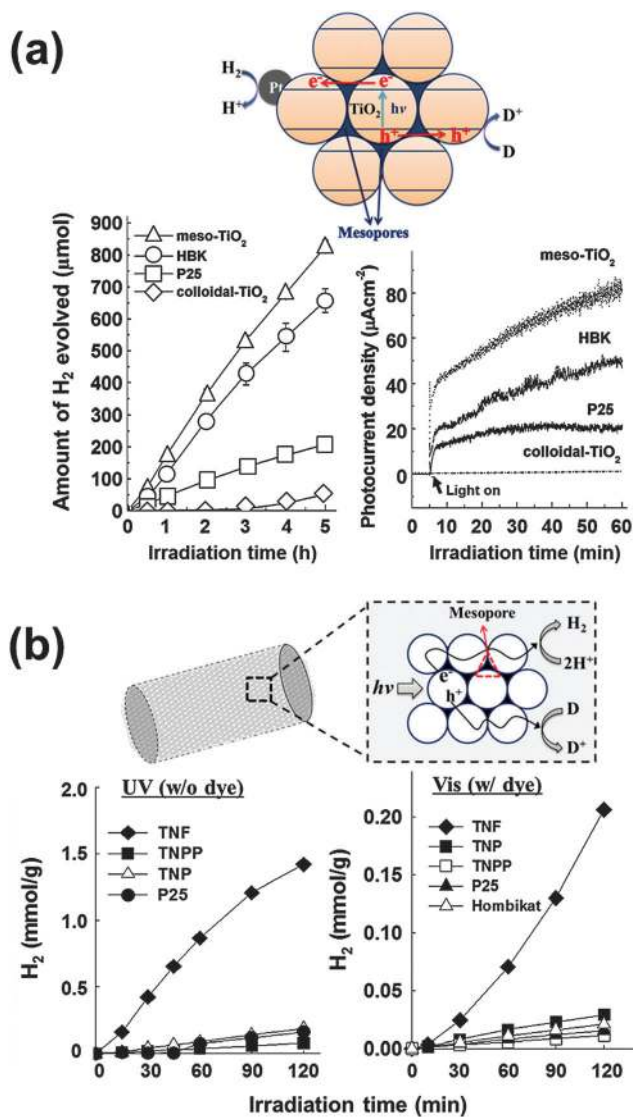 (a)
H₂
H⁺
Pt
e⁻
e⁻
TiO₂
hν
h⁺
h⁺
D⁺
D
Mesopores
Amount of H₂ evolved (μmol)
900
800
700
600
500
400
300
200
100
0
meso-TiO₂
HBK
P25
colloidal-TiO₂
0 1 2 3 4 5
Irradiation time (h)
Photocurrent density (μAcm⁻²)
80
60
40
20
0
meso-TiO₂
HBK
P25
colloidal-TiO₂
Light on
10 20 30 40 50 60
Irradiation time (min)
(b)
Mesopore
H₂
2H⁺
e⁻
h⁺
hν
D
D⁺
UV (w/o dye)
H₂ (mmol/g)
2.0
1.5
1.0
0.5
0
TNF
TNPP
TNP
P25
0 30 60 90 120
Vis (w/ dye)
H₂ (mmol/g)
0.20
0.15
0.10
0.05
0.00
TNF
TNP
TNPP
P25
Hombikat
0 30 60 90 120
Irradiation time (min)